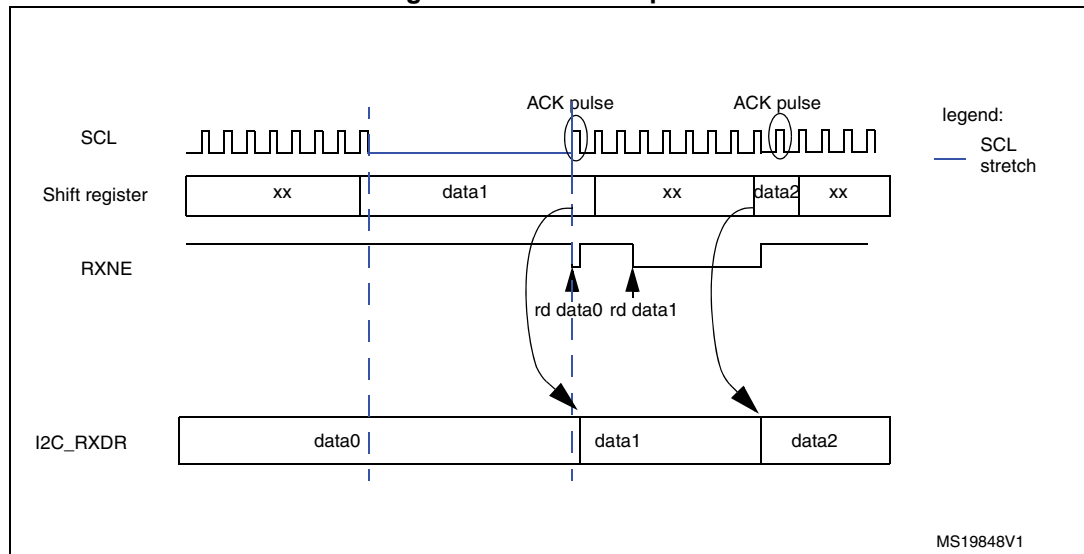 ACK pulse ACK pulse
legend:
SCL
SCL
stretch
Shift register xx data1 xx data2 xx
RXNE
rd data0 rd data1
I2C_RXDR data0 data1 data2
MS19848V1